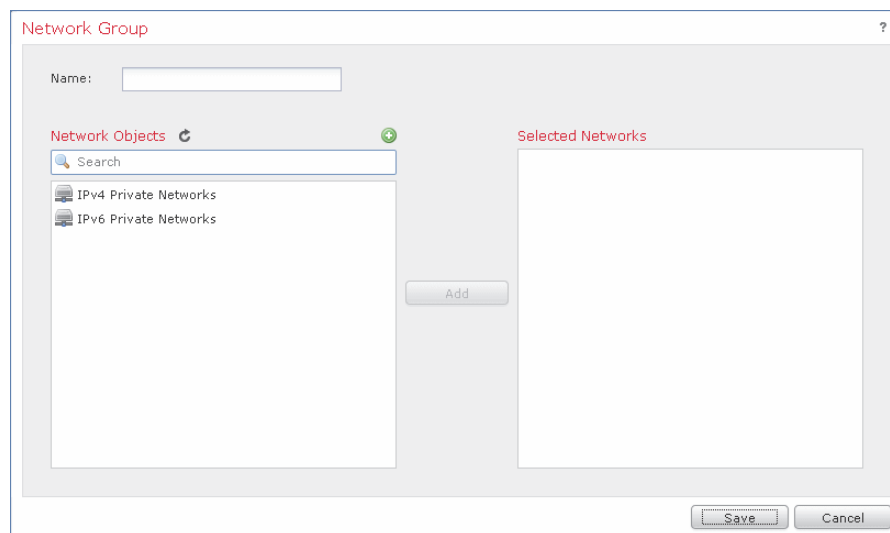 Network Group
?
Name:
Network Objects
Selected Networks
Search
IPv4 Private Networks
IPv6 Private Networks
Add
Save
Cancel